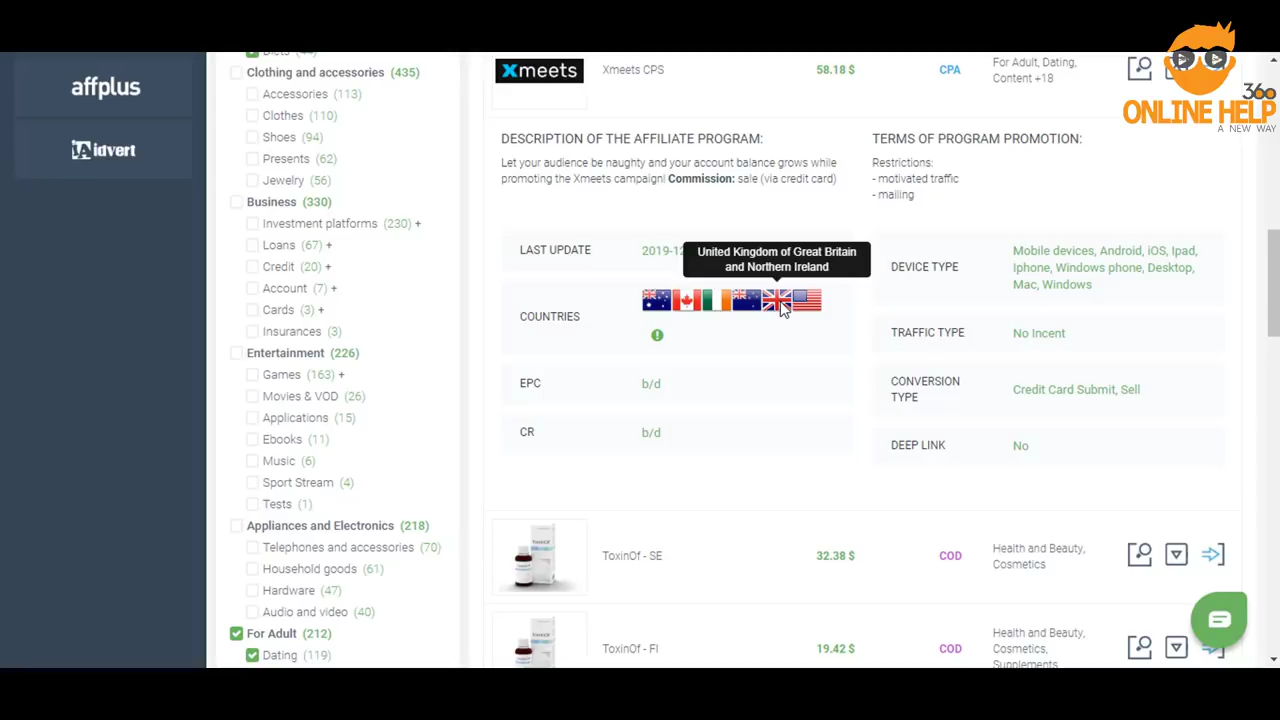 360
ONLINE HELP
A NEW WAY
affplus
Advert
Diets (44)
Clothing and accessories (435)
Accessories (113)
Clothes (110)
Shoes (94)
Presents (62)
Jewelry (56)
Business (330)
Investment platforms (230) +
Loans (67) +
Credit (20) +
Account (7) +
Cards (3) +
Insurances (3)
Entertainment (226)
Games (163) +
Movies & VOD (26)
Applications (15)
Ebooks (11)
Music (6)
Sport Stream (4)
Tests (1)
Appliances and Electronics (218)
Telephones and accessories (70)
Household goods (61)
Hardware (47)
Audio and video (40)
For Adult (212)
Dating (119)
Xmeets
Xmeets CPS
58.18 $
CPA
For Adult, Dating,
Content +18
DESCRIPTION OF THE AFFILIATE PROGRAM:
Let your audience be naughty and your account balance grows while
promoting the Xmeets campaign! Commission: sale (via credit card)
TERMS OF PROGRAM PROMOTION:
Restrictions:
- motivated traffic
- mailing
LAST UPDATE
2019-12
United Kingdom of Great Britain
and Northern Ireland
COUNTRIES
EPC
b/d
CR
b/d
DEVICE TYPE
Mobile devices, Android, iOS, Ipad,
Iphone, Windows phone, Desktop,
Mac, Windows
TRAFFIC TYPE
No Incent
CONVERSION
TYPE
Credit Card Submit, Sell
DEEP LINK
No
ToxinOf
ToxinOf - SE
32.38 $
COD
Health and Beauty,
Cosmetics
ToxinOf
ToxinOf - FI
19.42 $
COD
Health and Beauty,
Cosmetics,
Supplements